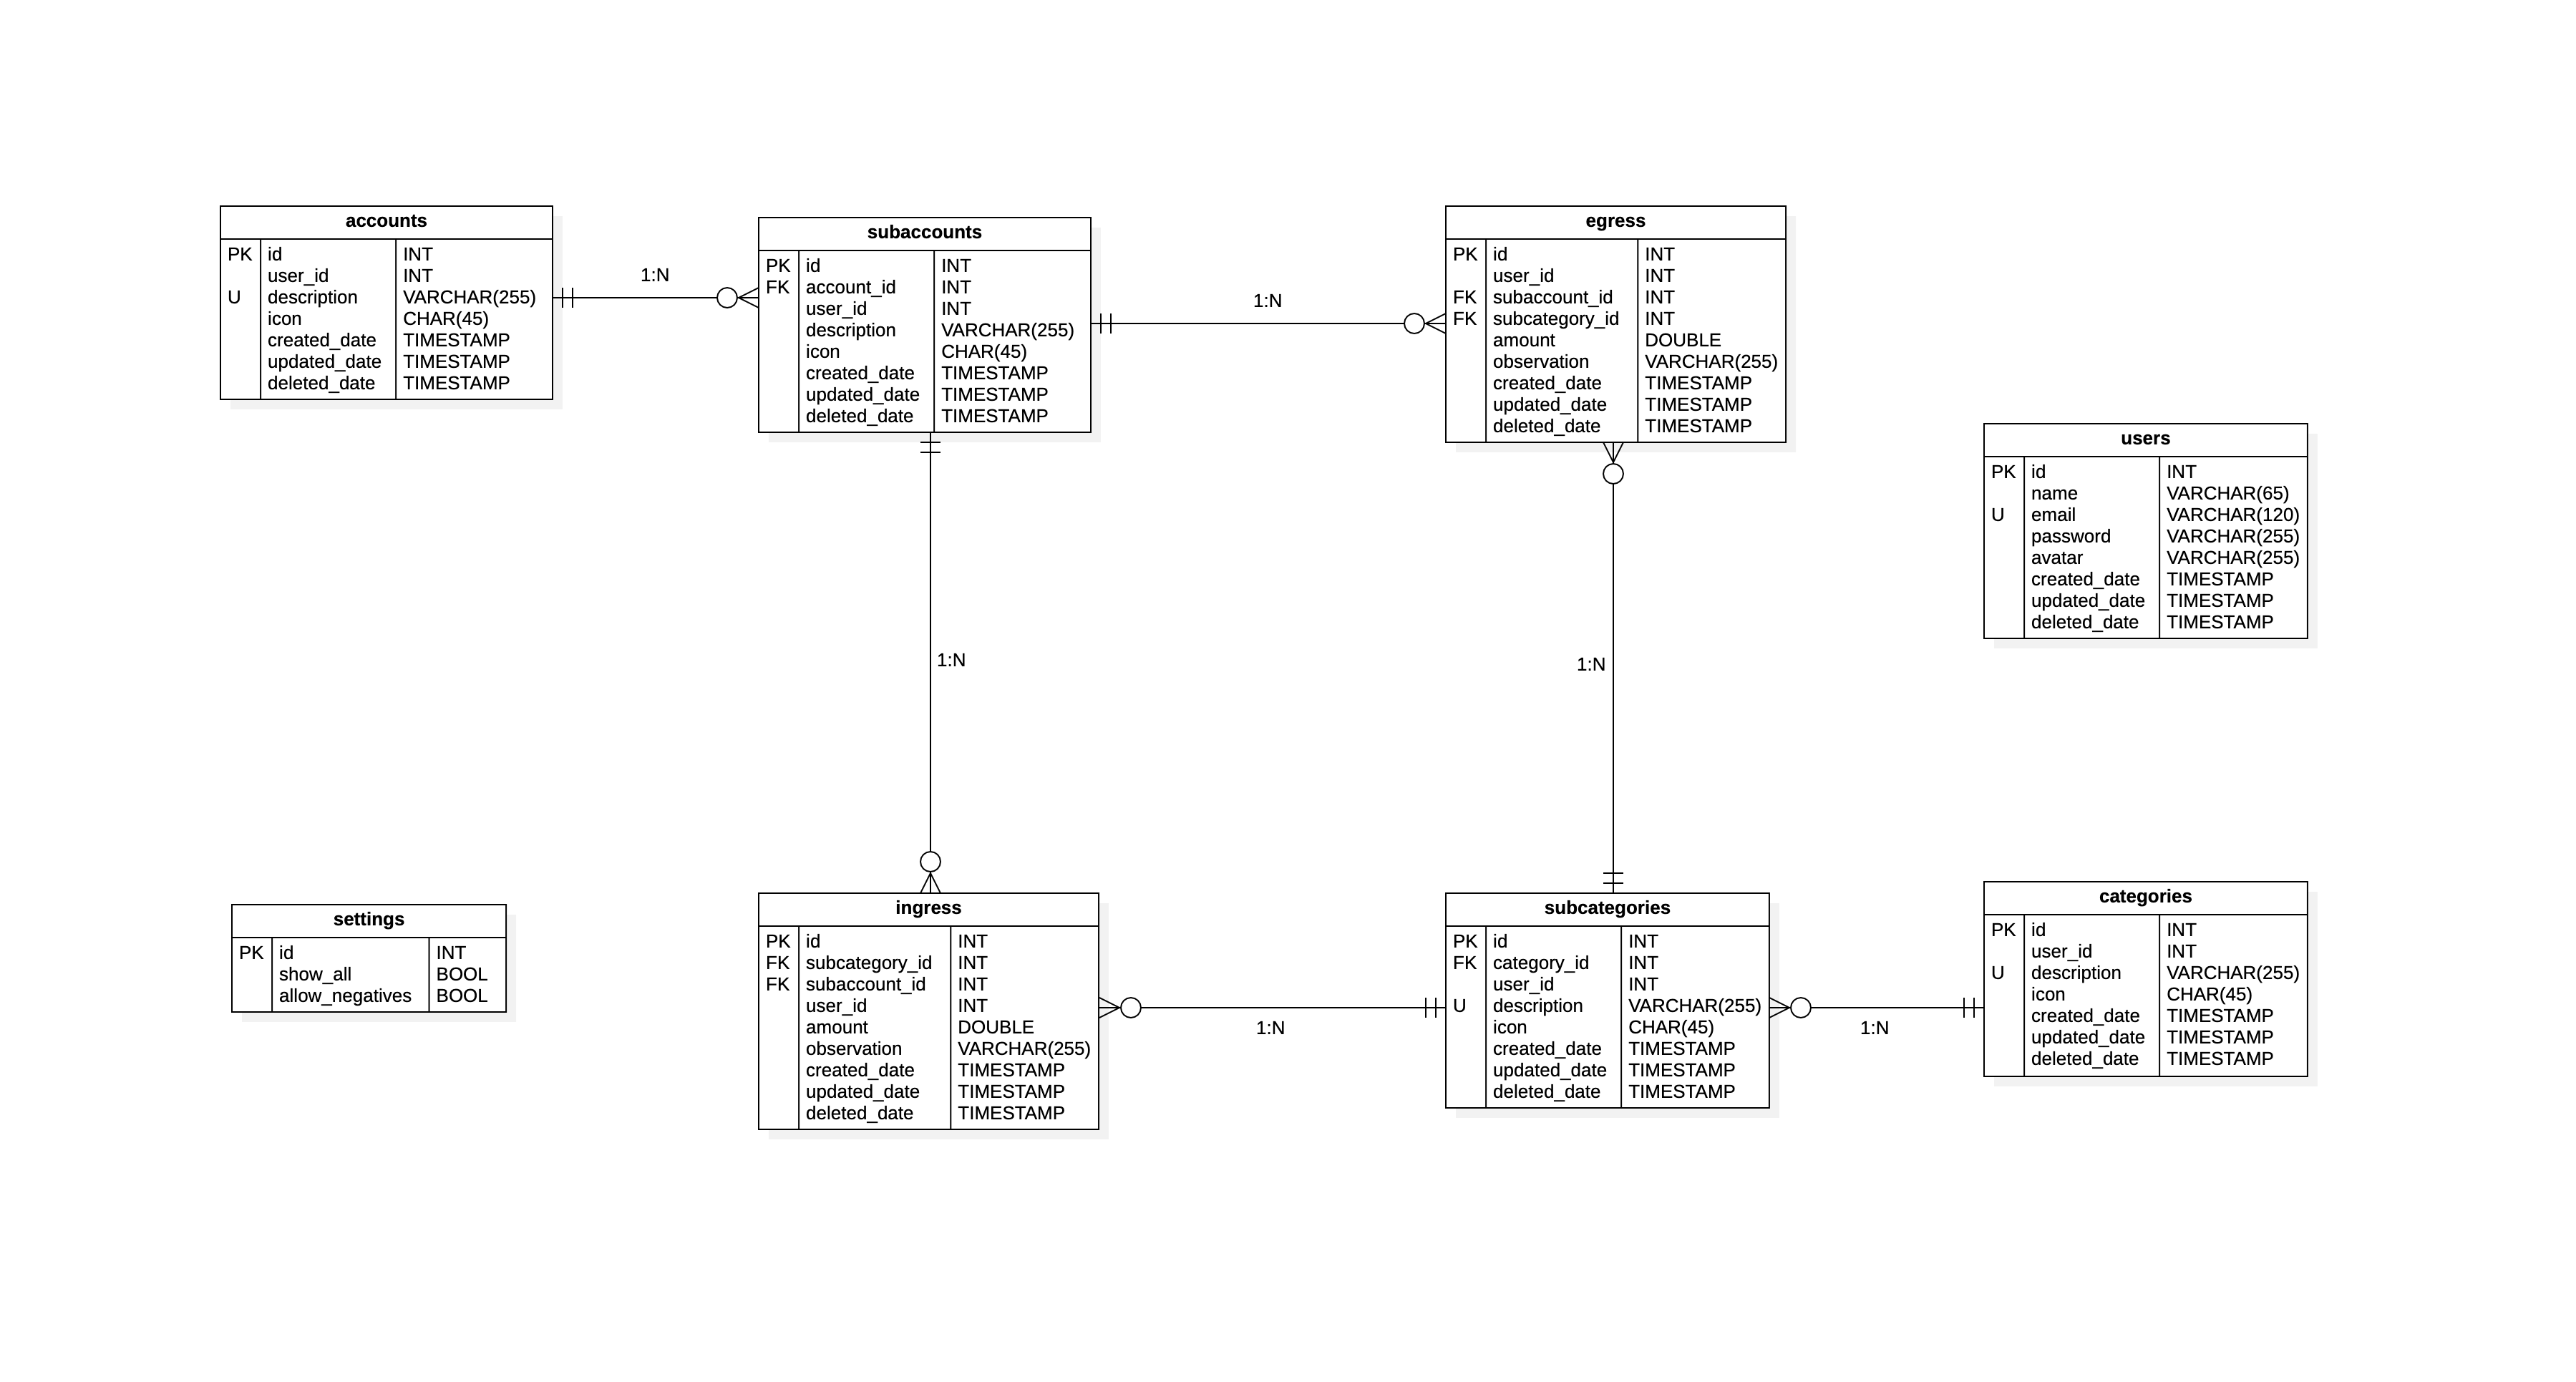 accounts
PK id INT
user_id INT
U description VARCHAR(255)
icon CHAR(45)
created_date TIMESTAMP
updated_date TIMESTAMP
deleted_date TIMESTAMP
1:N
subaccounts
PK id INT
FK account_id INT
user_id INT
description VARCHAR(255)
icon CHAR(45)
created_date TIMESTAMP
updated_date TIMESTAMP
deleted_date TIMESTAMP
1:N
egress
PK id INT
user_id INT
FK subaccount_id INT
FK subcategory_id INT
amount DOUBLE
observation VARCHAR(255)
created_date TIMESTAMP
updated_date TIMESTAMP
deleted_date TIMESTAMP
users
PK id INT
name VARCHAR(65)
U email VARCHAR(120)
password VARCHAR(255)
avatar VARCHAR(255)
created_date TIMESTAMP
updated_date TIMESTAMP
deleted_date TIMESTAMP
1:N
1:N
settings
PK id INT
show_all BOOL
allow_negatives BOOL
ingress
PK id INT
FK subcategory_id INT
FK subaccount_id INT
user_id INT
amount DOUBLE
observation VARCHAR(255)
created_date TIMESTAMP
updated_date TIMESTAMP
deleted_date TIMESTAMP
1:N
subcategories
PK id INT
FK category_id INT
user_id INT
U description VARCHAR(255)
icon CHAR(45)
created_date TIMESTAMP
updated_date TIMESTAMP
deleted_date TIMESTAMP
1:N
categories
PK id INT
user_id INT
U description VARCHAR(255)
icon CHAR(45)
created_date TIMESTAMP
updated_date TIMESTAMP
deleted_date TIMESTAMP